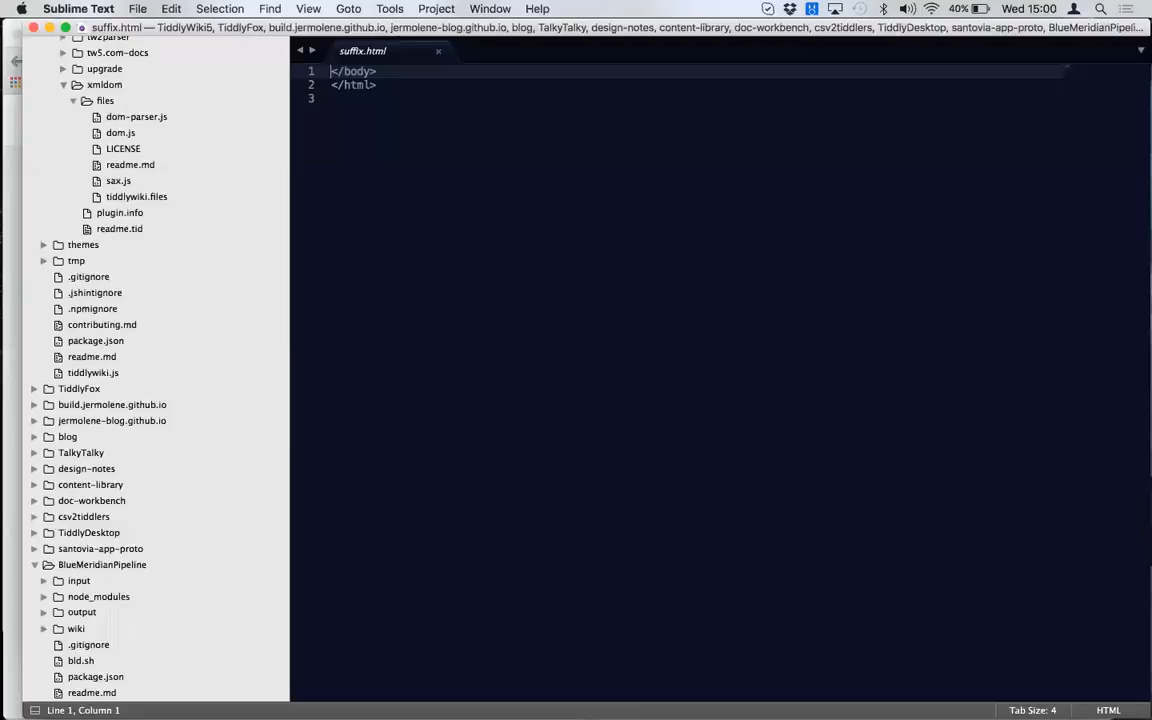 Sublime Text File Edit Selection Find View Goto Tools Project Window Help 40% Wed 15:00
suffix.html — TiddlyWiki5, TiddlyFox, build.jermolene.github.io, jermolene-blog.github.io, blog, TalkyTalky, design-notes, content-library, doc-workbench, csv2tiddlers, TiddlyDesktop, santovia-app-proto, BlueMeridianPipeline, wiki...
tw2parser
tw5.com-docs
upgrade
xmldom
files
dom-parser.js
dom.js
LICENSE
readme.md
sax.js
tiddlywiki.files
plugin.info
readme.tid
themes
tmp
.gitignore
.jshintignore
.npmignore
contributing.md
package.json
readme.md
tiddlywiki.js
TiddlyFox
build.jermolene.github.io
jermolene-blog.github.io
blog
TalkyTalky
design-notes
content-library
doc-workbench
csv2tiddlers
TiddlyDesktop
santovia-app-proto
BlueMeridianPipeline
input
node_modules
output
wiki
.gitignore
bld.sh
package.json
readme.md
suffix.html
1 </body>
2 </html>
3
Line 1, Column 1
Tab Size: 4
HTML